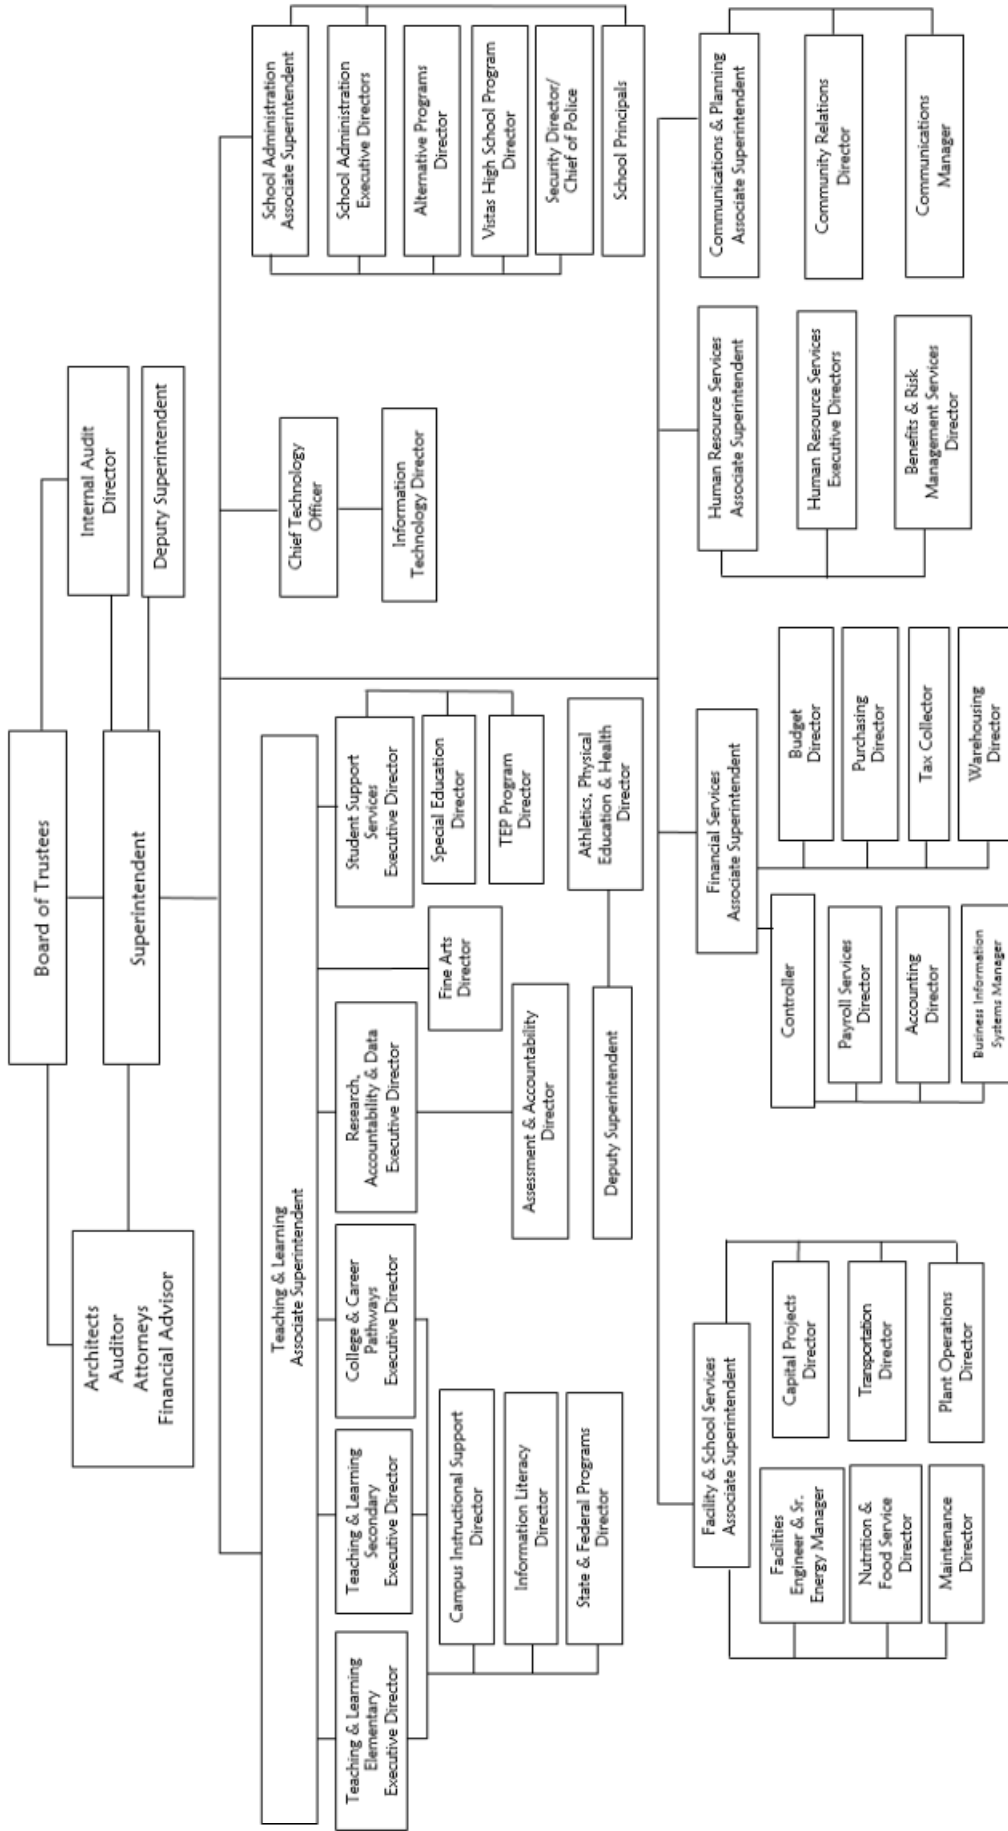 Board of Trustees
Architects
Auditor
Attorneys
Financial Advisor
Superintendent
Internal Audit
Director
Deputy Superintendent
Teaching & Learning
Associate Superintendent
Teaching & Learning
Elementary
Executive Director
Teaching & Learning
Secondary
Executive Director
College & Career
Pathways
Executive Director
Research,
Accountability & Data
Executive Director
Fine Arts
Director
Student Support
Services
Executive Director
Special Education
Director
TEP Program
Director
Campus Instructional Support
Director
Information Literacy
Director
State & Federal Programs
Director
Assessment & Accountability
Director
Deputy Superintendent
Athletics, Physical
Education & Health
Director
Chief Technology
Officer
Information
Technology Director
School Administration
Associate Superintendent
School Administration
Executive Directors
Alternative Programs
Director
Vistas High School Program
Director
Security Director/
Chief of Police
School Principals
Facility & School Services
Associate Superintendent
Facilities
Engineer & Sr.
Energy Manager
Nutrition &
Food Service
Director
Maintenance
Director
Capital Projects
Director
Transportation
Director
Plant Operations
Director
Financial Services
Associate Superintendent
Controller
Payroll Services
Director
Accounting
Director
Business Information
Systems Manager
Budget
Director
Purchasing
Director
Tax Collector
Warehousing
Director
Human Resource Services
Associate Superintendent
Human Resource Services
Executive Directors
Benefits & Risk
Management Services
Director
Communications & Planning
Associate Superintendent
Community Relations
Director
Communications
Manager